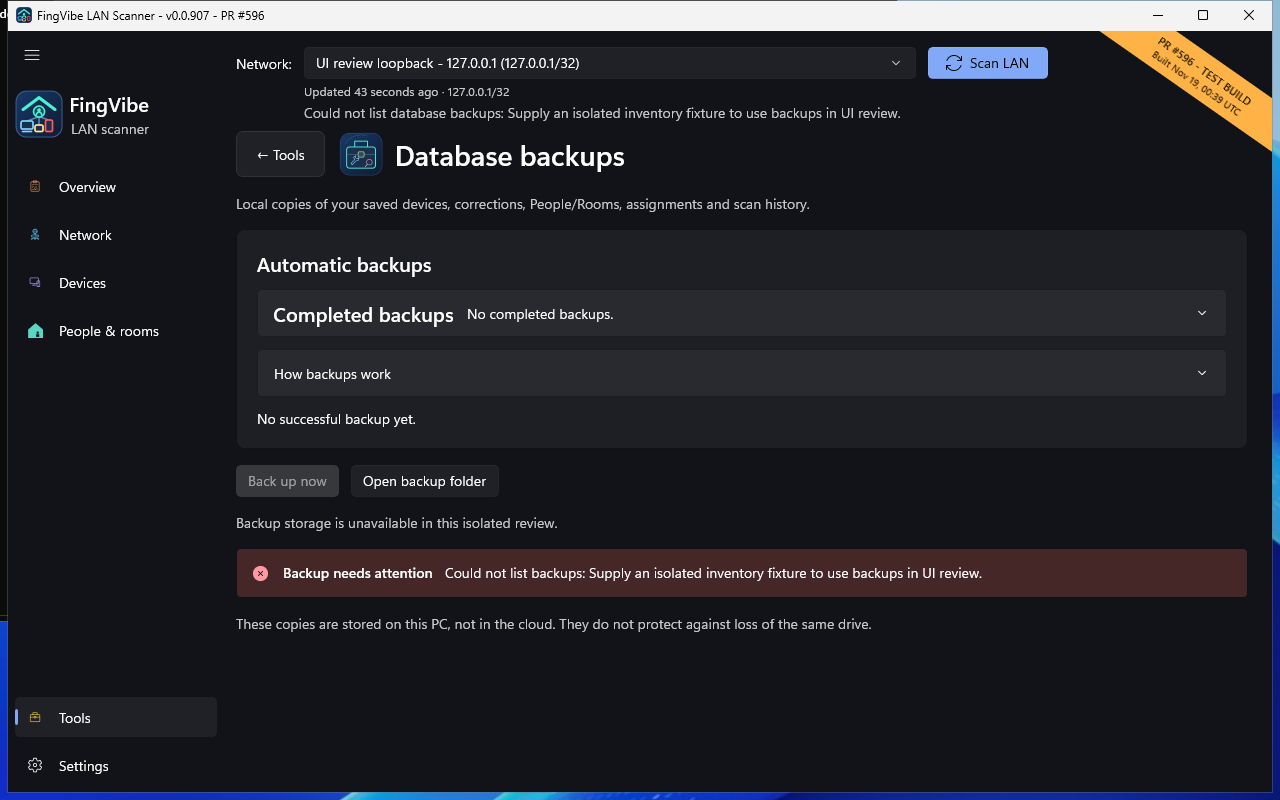 FingVibe LAN Scanner - v0.0.907 - PR #596
Network:
UI review loopback - 127.0.0.1 (127.0.0.1/32)
Scan LAN
PR #596 - TEST BUILD
Built Nov 19, 00:39 UTC
Updated 43 seconds ago · 127.0.0.1/32
Could not list database backups: Supply an isolated inventory fixture to use backups in UI review.
FingVibe
LAN scanner
Overview
Network
Devices
People & rooms
Tools
Settings
← Tools
Database backups
Local copies of your saved devices, corrections, People/Rooms, assignments and scan history.
Automatic backups
Completed backups No completed backups.
How backups work
No successful backup yet.
Back up now
Open backup folder
Backup storage is unavailable in this isolated review.
Backup needs attention Could not list backups: Supply an isolated inventory fixture to use backups in UI review.
These copies are stored on this PC, not in the cloud. They do not protect against loss of the same drive.